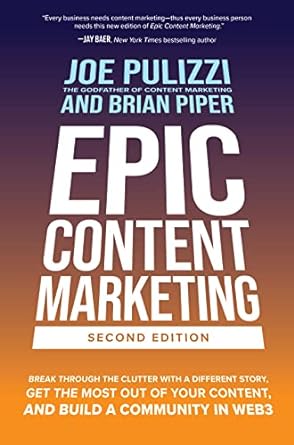 "Every business needs content marketing—thus every business person
needs this new edition of Epic Content Marketing."
—JAY BAER, New York Times bestselling author
JOE PULIZZI
THE GODFATHER OF CONTENT MARKETING
AND BRIAN PIPER
EPIC
CONTENT
MARKETING
SECOND EDITION
BREAK THROUGH THE CLUTTER WITH A DIFFERENT STORY,
GET THE MOST OUT OF YOUR CONTENT,
AND BUILD A COMMUNITY IN WEB3